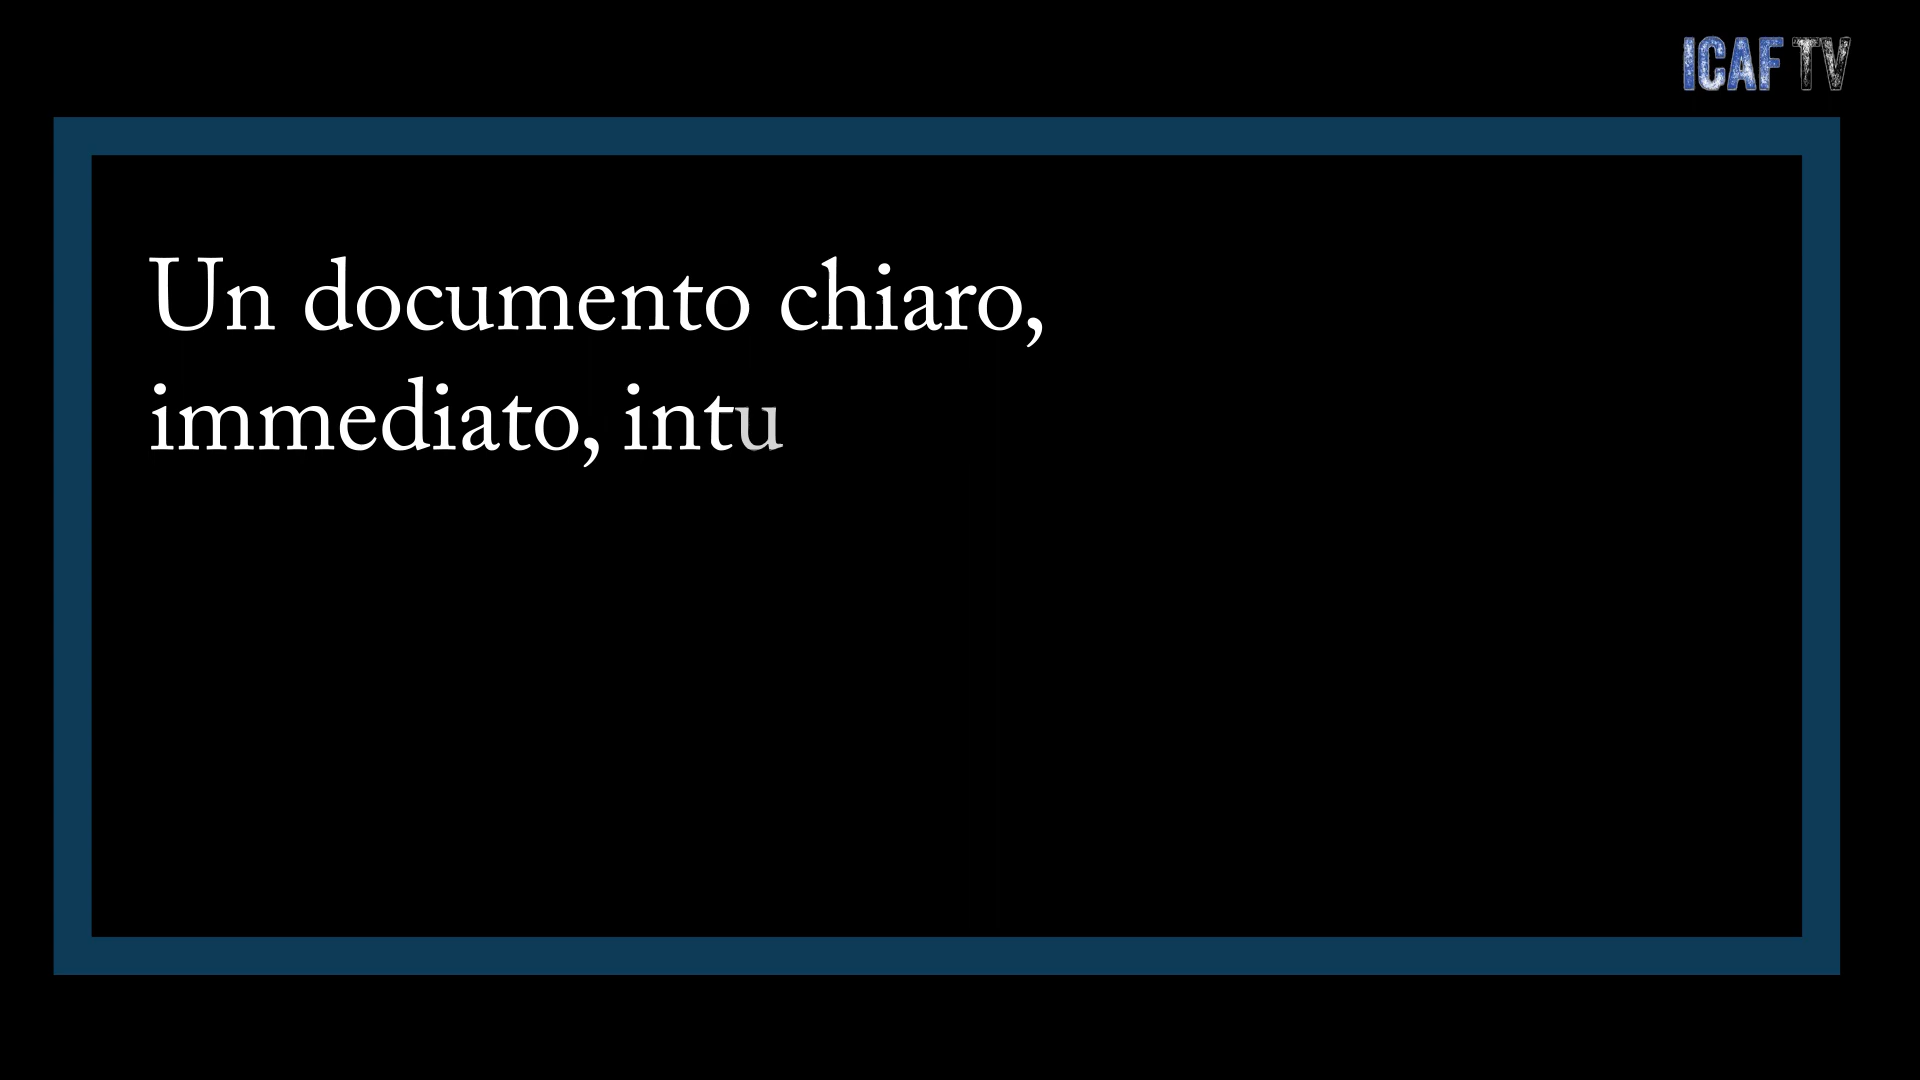 ICAF TV
Un documento chiaro,
immediato, intu